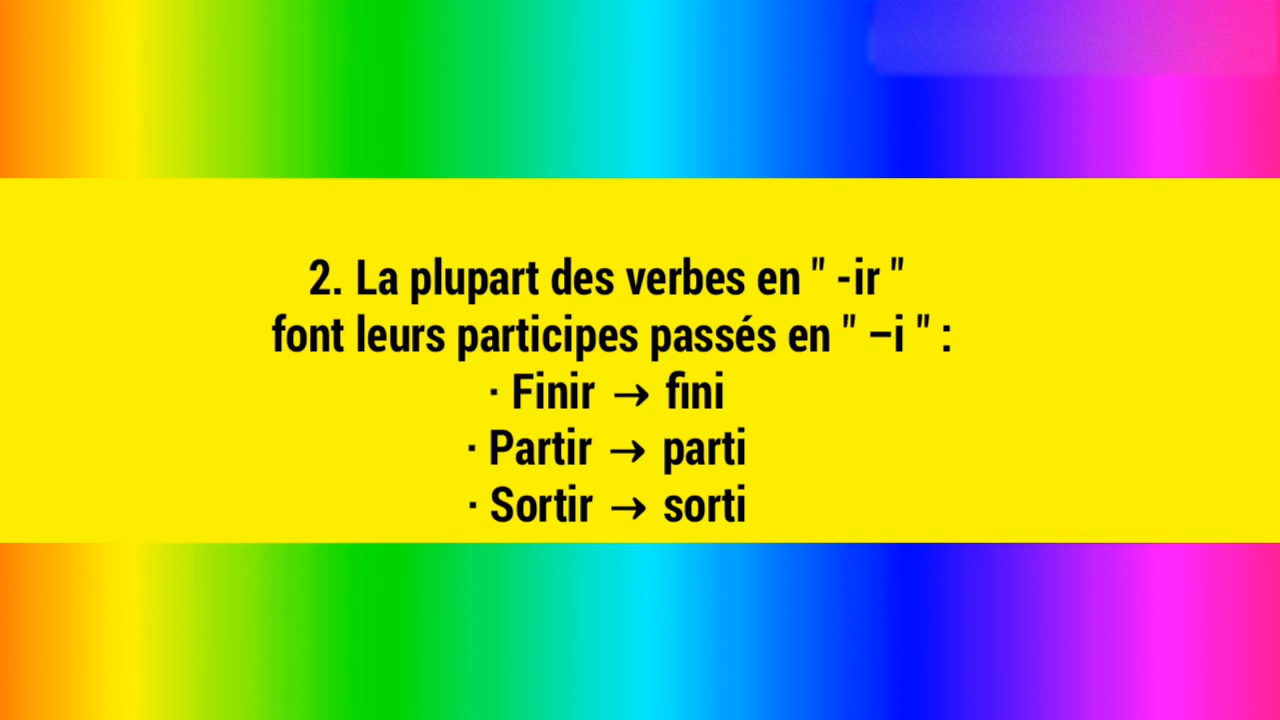 2. La plupart des verbes en " -ir "
font leurs participes passés en " –i " :
· Finir → fini
· Partir → parti
· Sortir → sorti